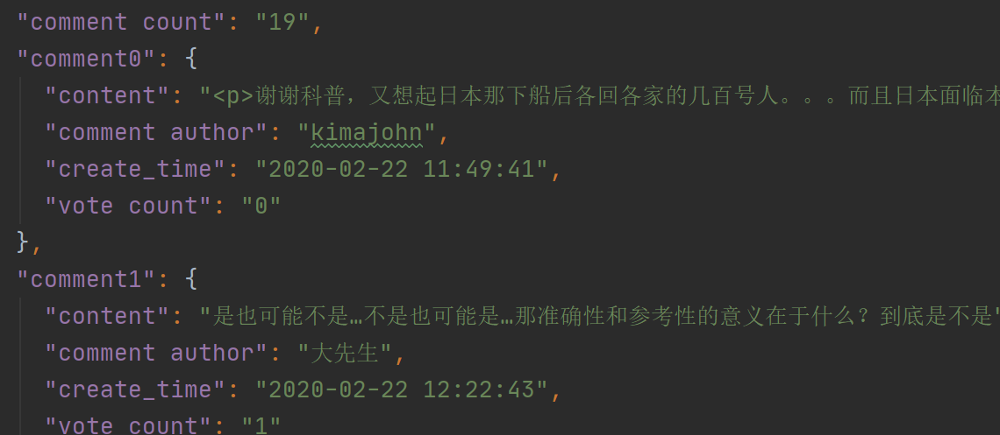 "comment count": "19",
"comment0": {
"content": "<p>谢谢科普，又想起日本那下船后各回各家的几百号人。。。而且日本面临本
"comment author": "kimajohn",
"create_time": "2020-02-22 11:49:41",
"vote count": "0"
},
"comment1": {
"content": "是也可能不是…不是也可能是…那准确性和参考性的意义在于什么？到底是不是"
"comment author": "大先生",
"create_time": "2020-02-22 12:22:43",
"vote count": "1"